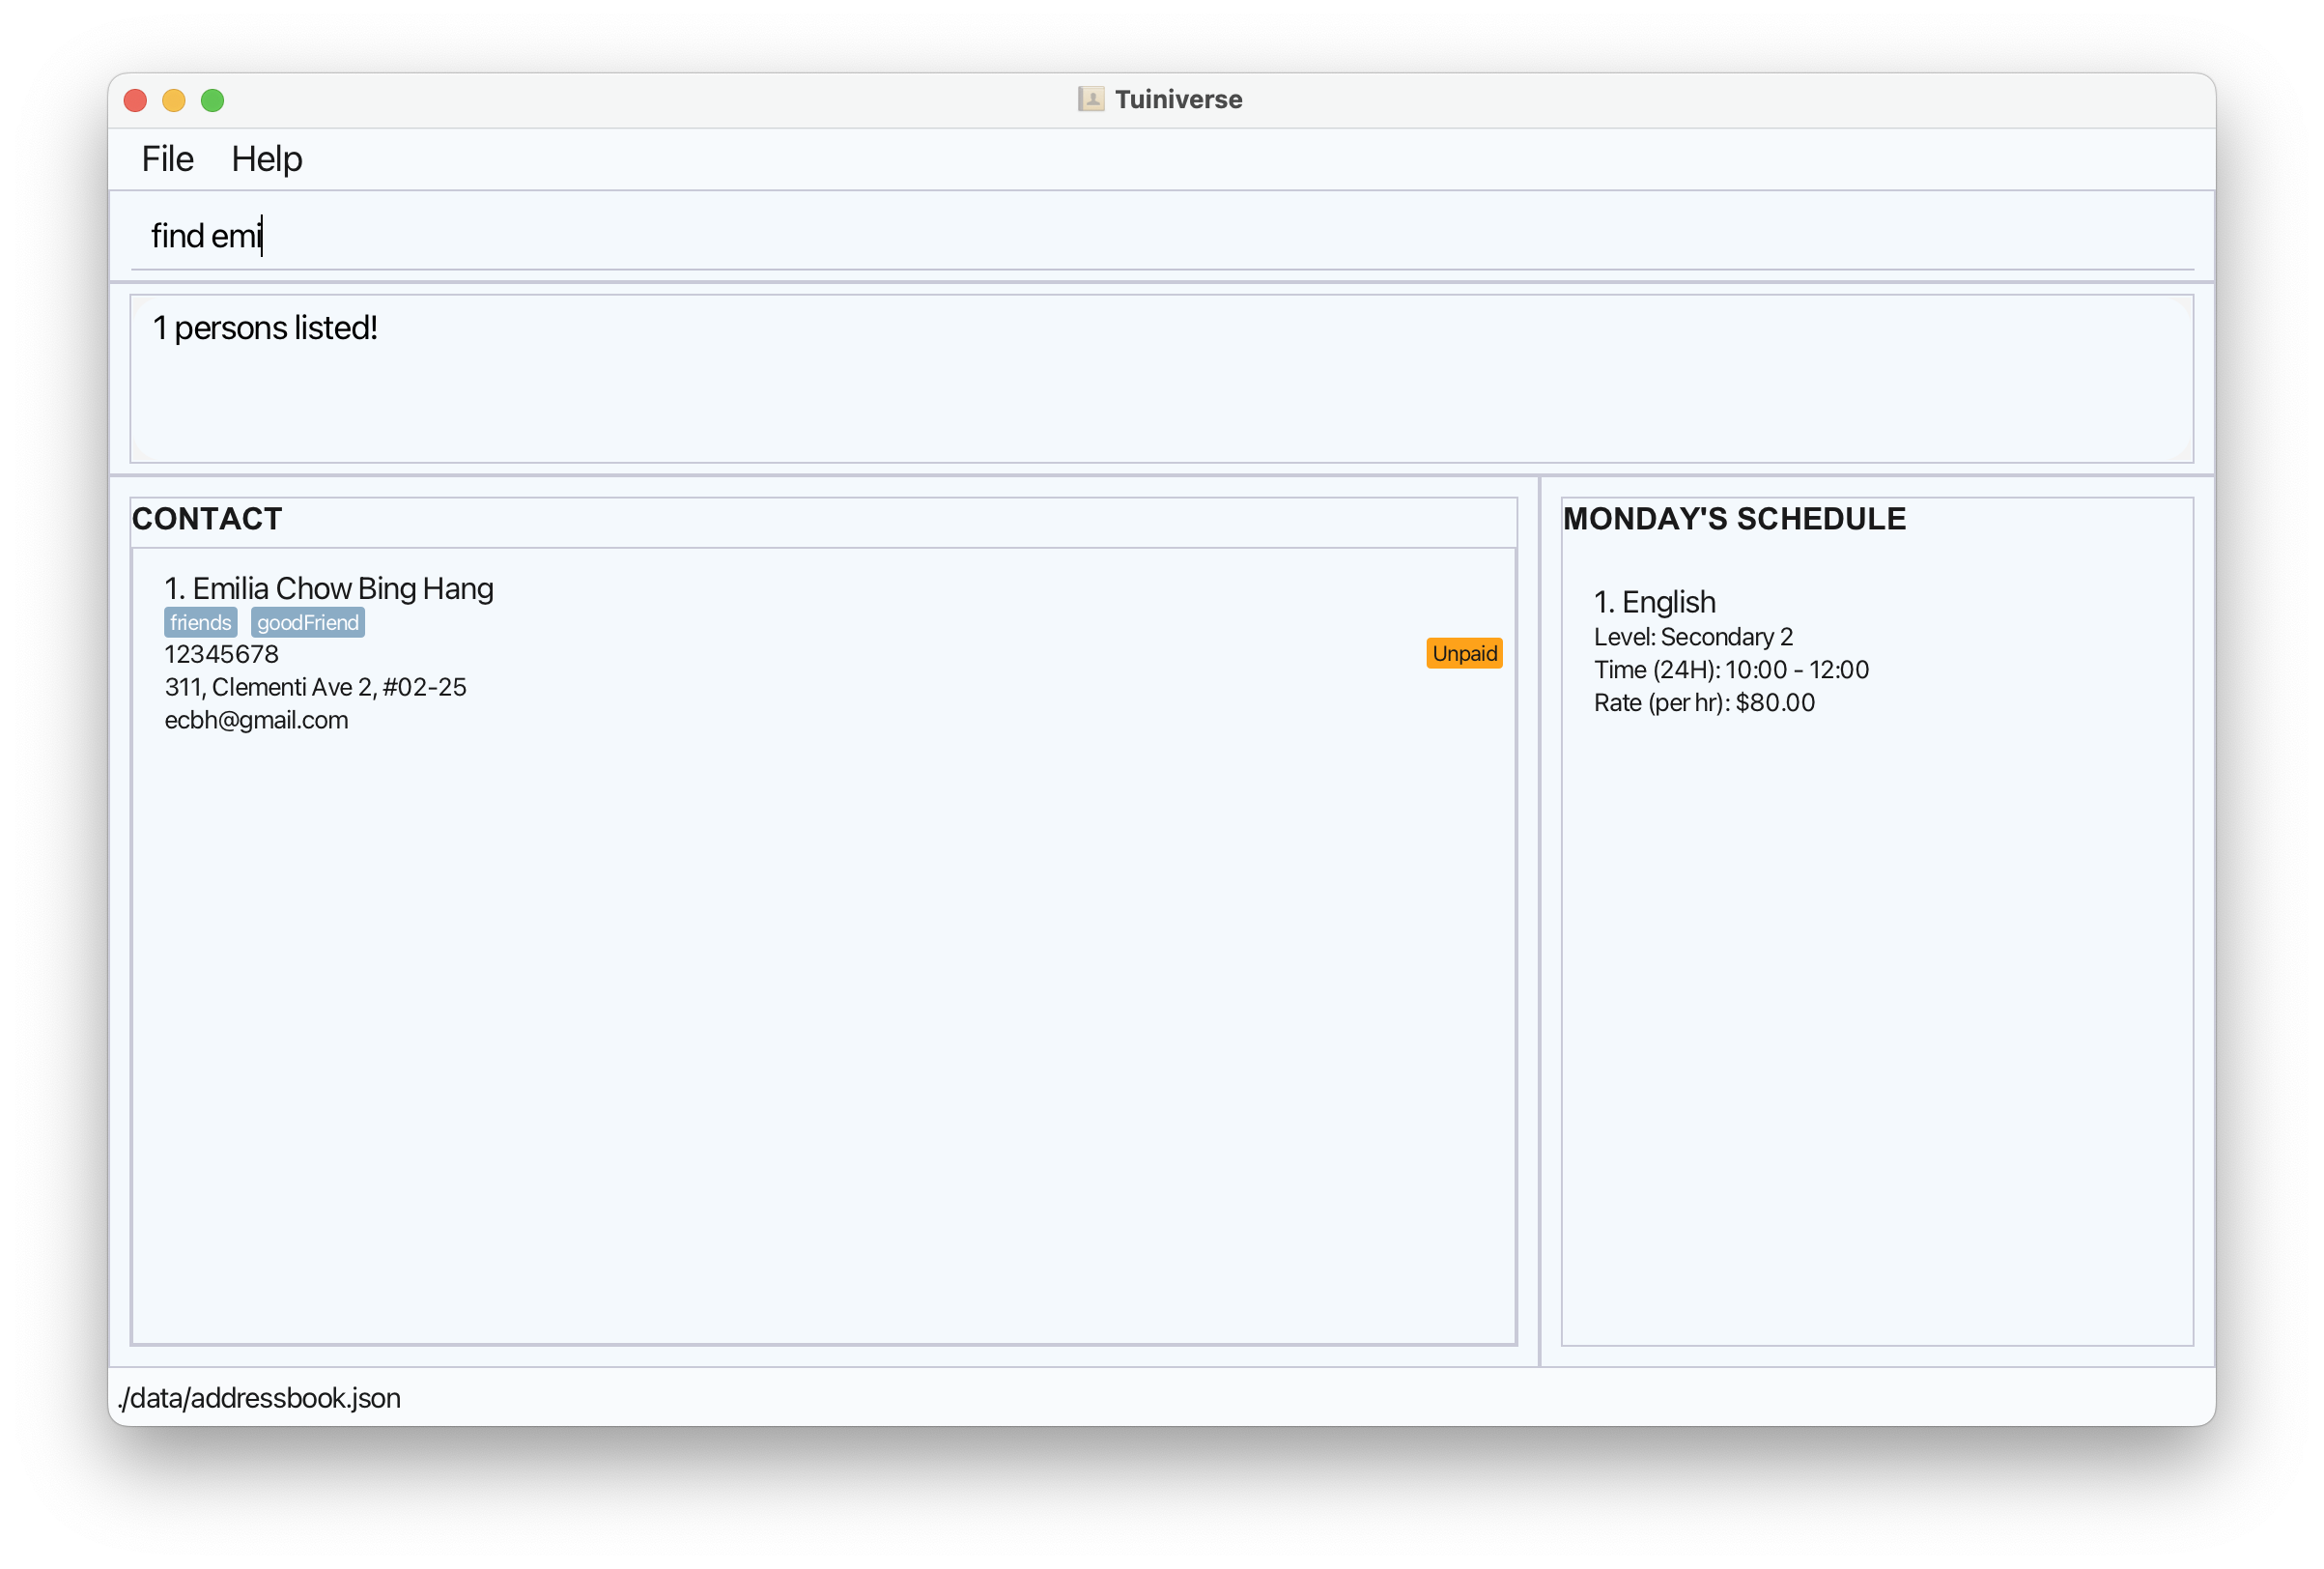 Tuiniverse
File Help
find emi
1 persons listed!
CONTACT
1. Emilia Chow Bing Hang
friends goodFriend
12345678
Unpaid
311, Clementi Ave 2, #02-25
ecbh@gmail.com
MONDAY'S SCHEDULE
1. English
Level: Secondary 2
Time (24H): 10:00 - 12:00
Rate (per hr): $80.00
./data/addressbook.json